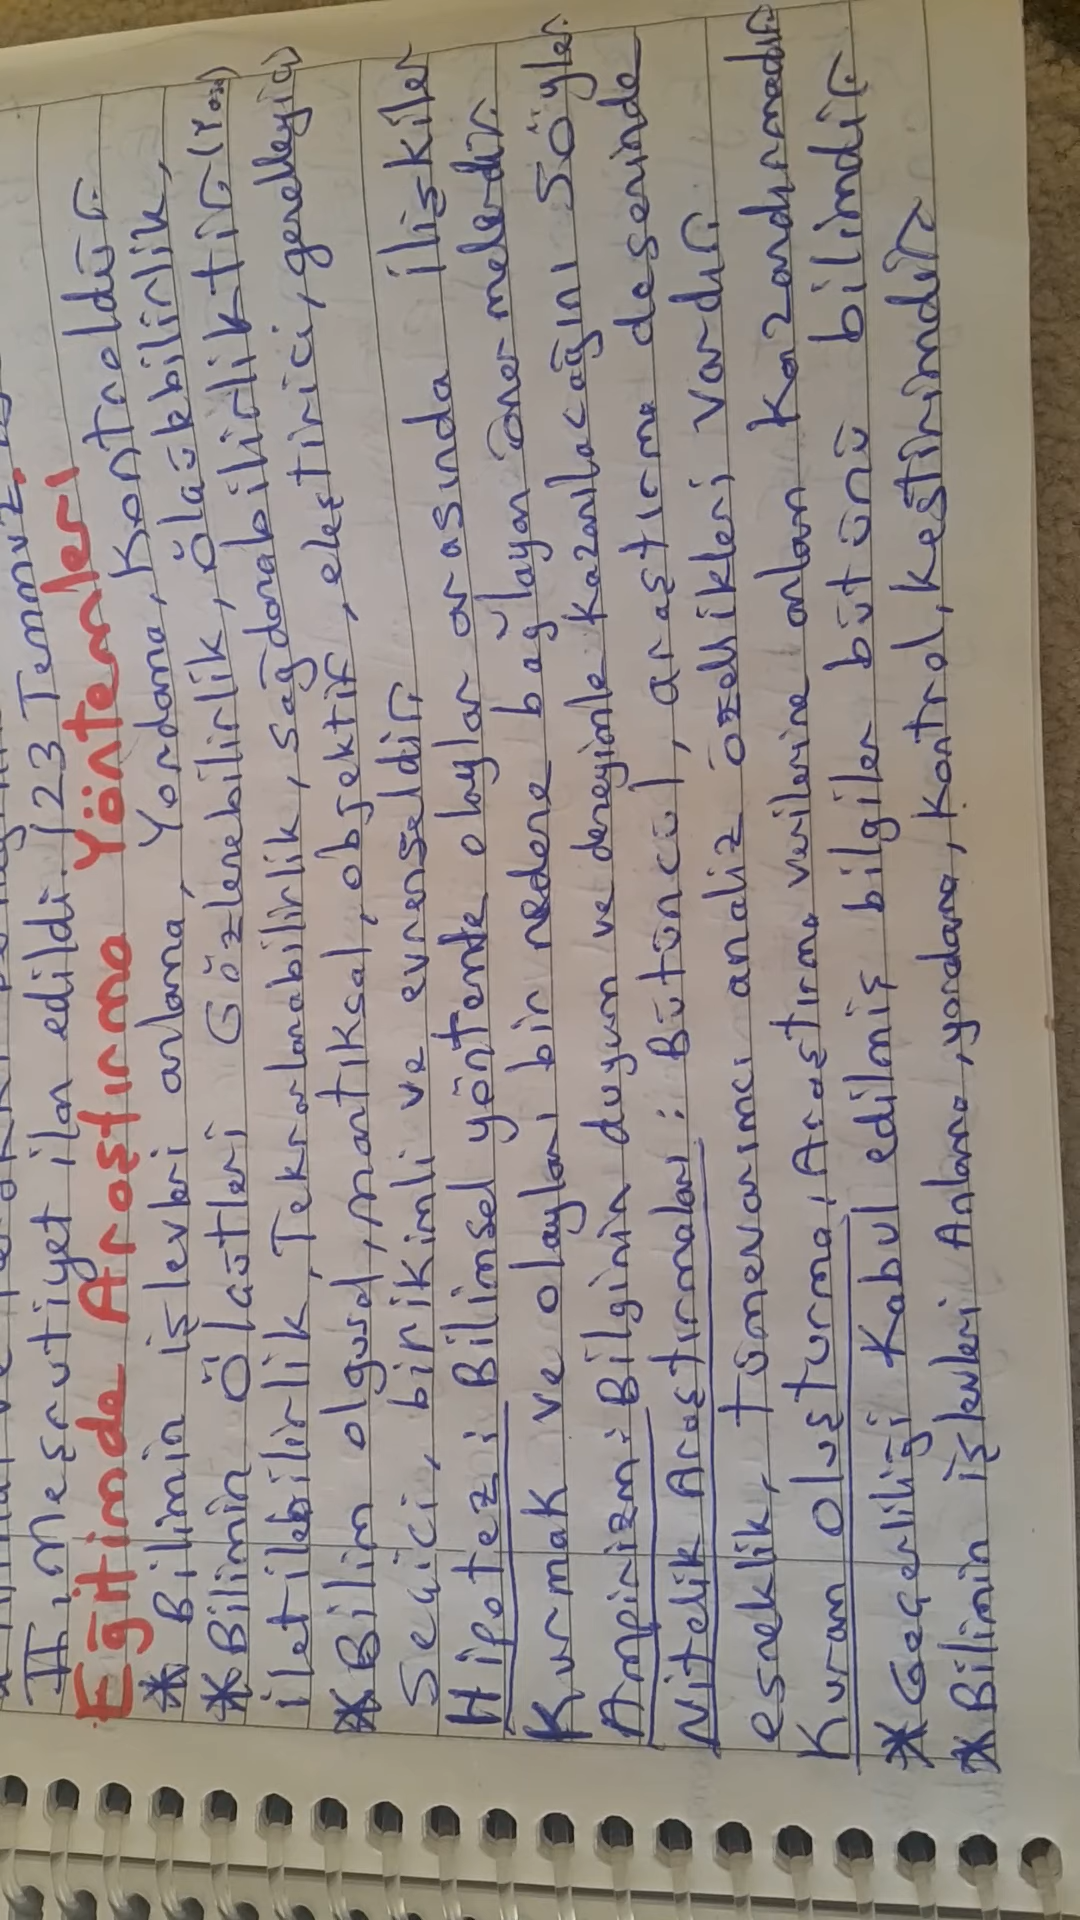 II. Meşrutiyet ilan edildi. /23 Temmuz
Eğitimde Araştırma Yöntemleri
* Bilimin işlevleri anlama, Yordama, Kontroldür.
* Bilimin Ölçütleri Gözlenebilirlik, Ölçülebilirlik,
iletilebilirlik, Tekrarlanabilirlik, sağdanabilirliktir.
* Bilim olgusal, mantıksal, objektif, eleştirici, genelleyici,
Seçici, birikimli ve evrenseldir.
Hipotez: Bilimsel yöntemde olaylar arasında ilişkiler
Kurmak ve olayları bir nedene bağlayan önermelerdir.
Ampirizm: Bilginin duyum ve deneyimle kazanılacağını söyler.
Nitelik Araştırmaları: Bütüncül, araştırma deseninde
esneklik, tümevarımcı analiz özellikleri vardır.
Kuram oluşturma: Araştırma verilerine anlam kazandırmadır.
* Geçerliliği kabul edilmiş bilgiler bütünü bilimdir.
* Bilimin işlevleri Anlama, yordama, kontrol, kestirimdir.